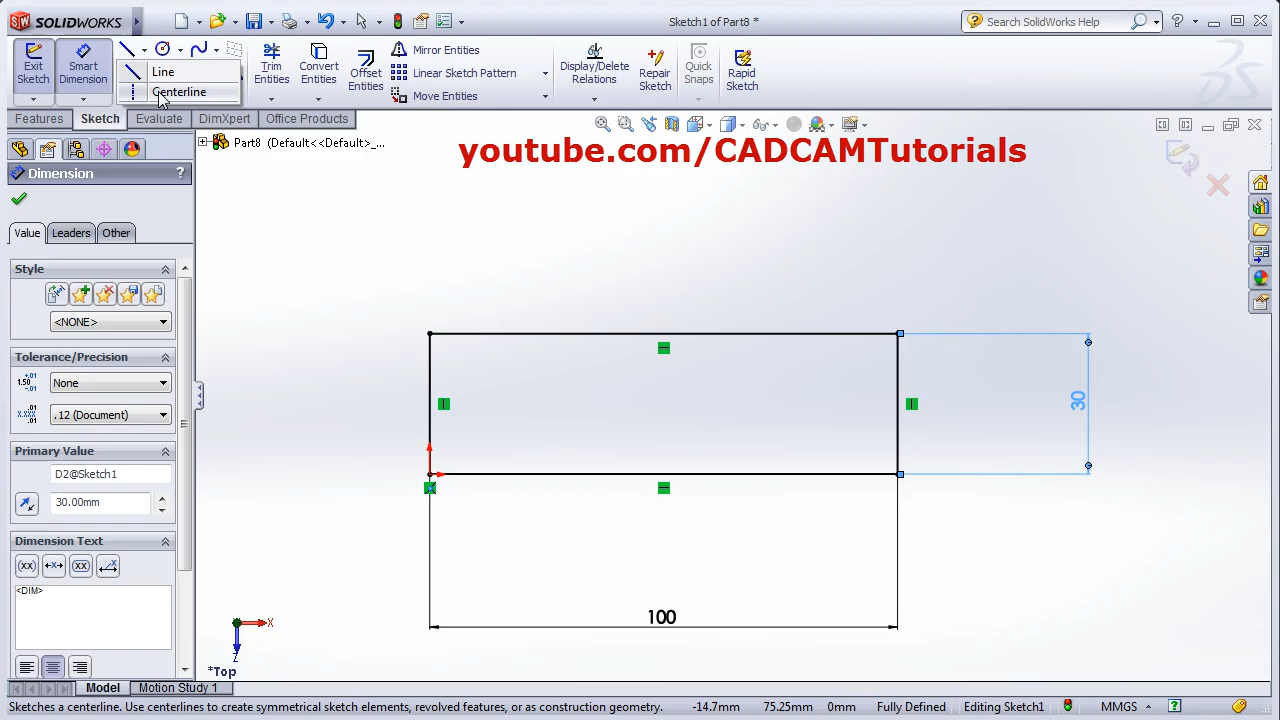 SOLIDWORKS
Sketch1 of Part8 *
Search SolidWorks Help
Exit Sketch
Smart Dimension
Line
Centerline
Trim Entities
Convert Entities
Offset Entities
Mirror Entities
Linear Sketch Pattern
Move Entities
Display/Delete Relations
Repair Sketch
Quick Snaps
Rapid Sketch
Features
Sketch
Evaluate
DimXpert
Office Products
Part8 (Default<<Default>_...
youtube.com/CADCAMTutorials
Dimension
?
Value
Leaders
Other
Style
<NONE>
Tolerance/Precision
None
.12 (Document)
Primary Value
D2@Sketch1
30.00mm
Dimension Text
(xx)
(xx)
<DIM>
30
100
X
Z
*Top
Model
Motion Study 1
Sketches a centerline. Use centerlines to create symmetrical sketch elements, revolved features, or as construction geometry.
-14.7mm
75.25mm
0mm
Fully Defined
Editing Sketch1
MMGS